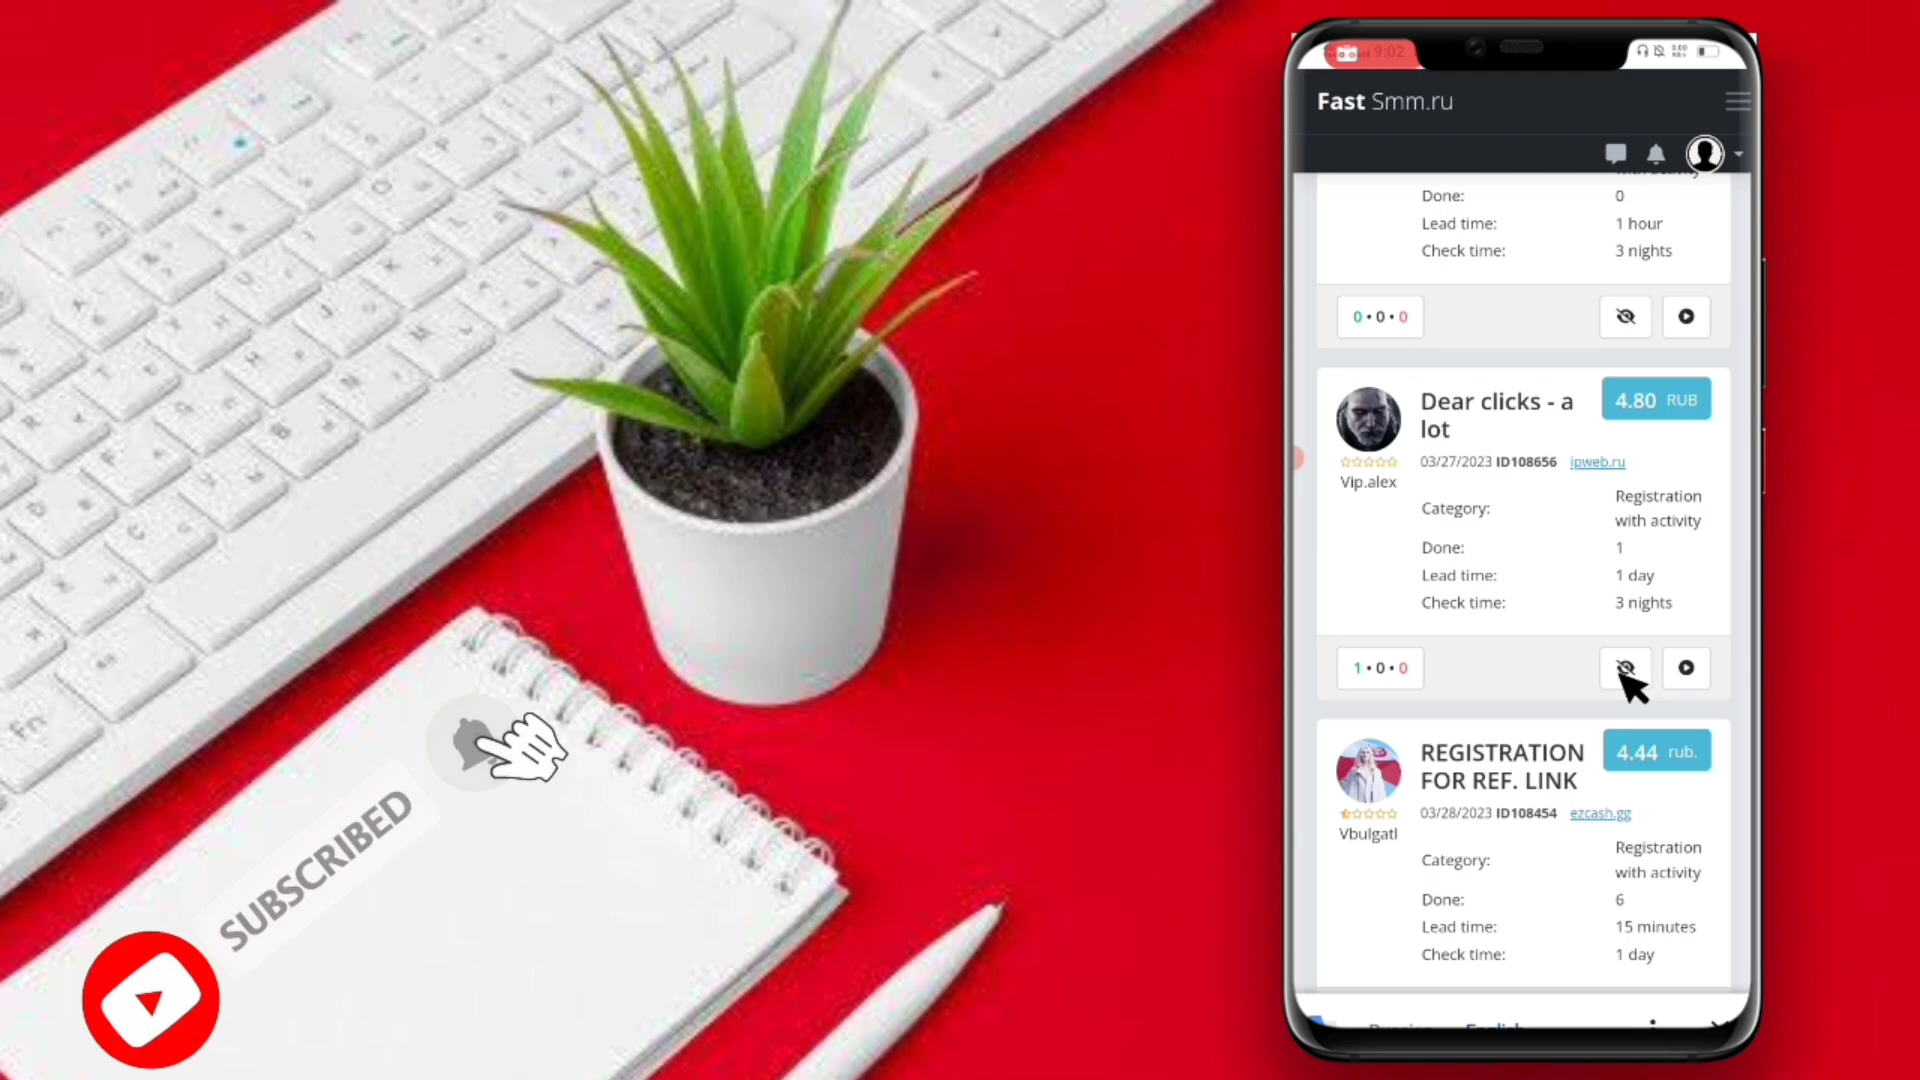 9:02
Fast Smm.ru
Done: 0
Lead time: 1 hour
Check time: 3 nights
0 • 0 • 0
Dear clicks - a
lot
4.80 RUB
03/27/2023 ID108656 ipweb.ru
Vip.alex
Category: Registration
with activity
Done: 1
Lead time: 1 day
Check time: 3 nights
1 • 0 • 0
REGISTRATION
FOR REF. LINK
4.44 rub.
03/28/2023 ID108454 ezcash.gg
Vbulgatl
Category: Registration
with activity
Done: 6
Lead time: 15 minutes
Check time: 1 day
SUBSCRIBED
Fn